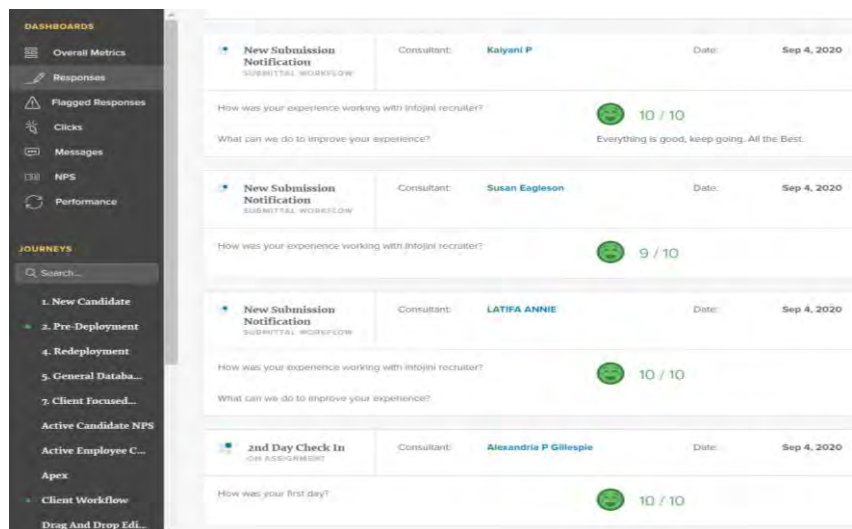 DASHBOARDS
Overall Metrics
Responses
Flagged Responses
Clicks
Messages
NPS
Performance
JOURNEYS
Search...
1. New Candidate
2. Pre-Deployment
4. Redeployment
5. General Databa...
7. Client Focused...
Active Candidate NPS
Active Employee C...
Apex
Client Workflow
Drag And Drop Edi...
New Submission Notification
SUBMITTAL WORKFLOW
Consultant: Kalyani P Date: Sep 4, 2020
How was your experience working with Infojini recruiter? 10 / 10
What can we do to improve your experience? Everything is good, keep going. All the Best.
New Submission Notification
SUBMITTAL WORKFLOW
Consultant: Susan Eagleson Date: Sep 4, 2020
How was your experience working with Infojini recruiter? 9 / 10
New Submission Notification
SUBMITTAL WORKFLOW
Consultant: LATIFA ANNIE Date: Sep 4, 2020
How was your experience working with Infojini recruiter? 10 / 10
What can we do to improve your experience?
2nd Day Check In
ON ASSIGNMENT
Consultant: Alexandria P Gillespie Date: Sep 4, 2020
How was your first day? 10 / 10